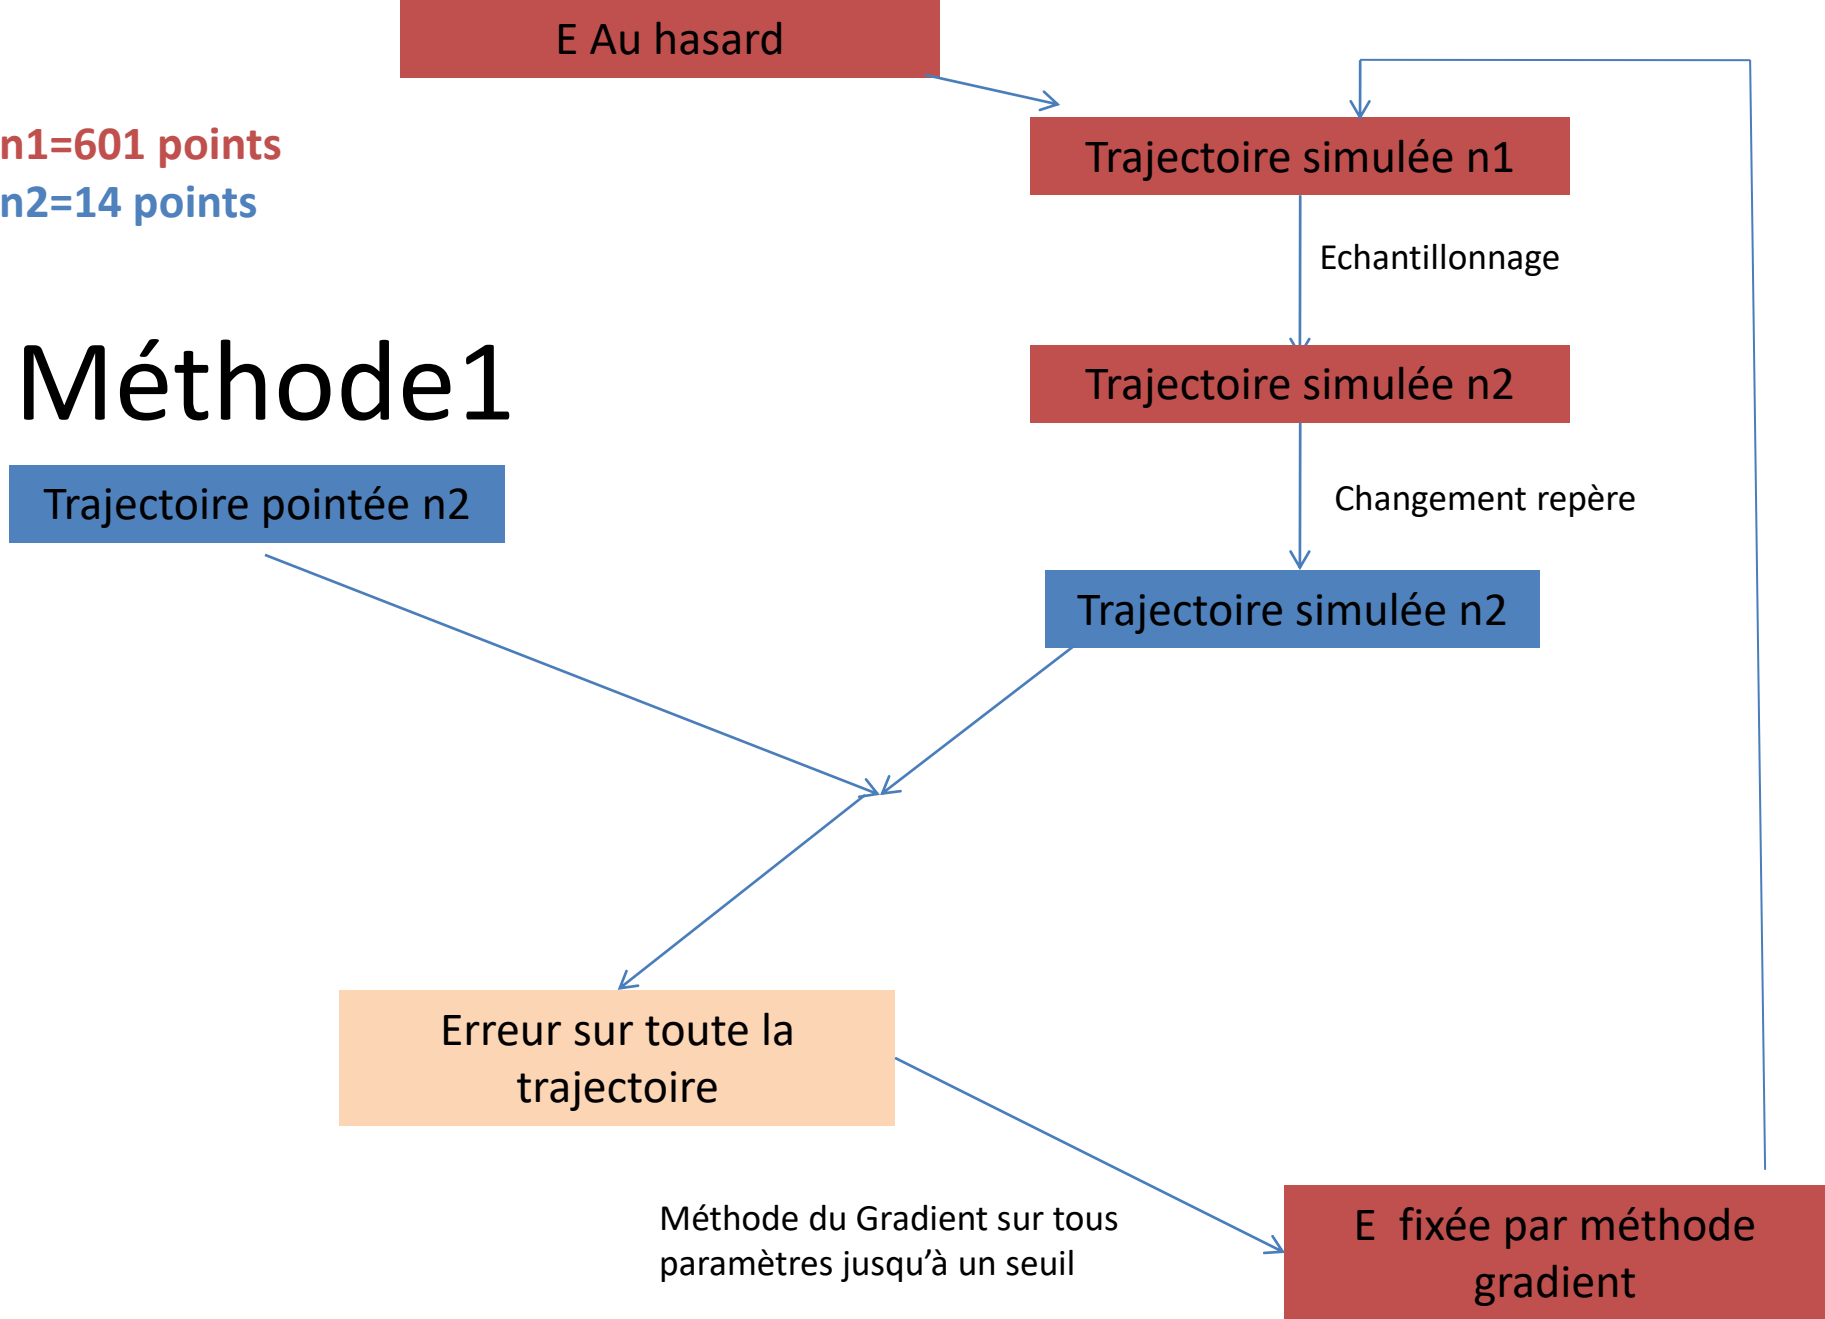 E Au hasard
n1=601 points
n2=14 points
Trajectoire simulée n1
Echantillonnage
Méthode1
Trajectoire simulée n2
Trajectoire pointée n2
Changement repère
Trajectoire simulée n2
Erreur sur toute la
trajectoire
Méthode du Gradient sur tous
paramètres jusqu’à un seuil
E fixée par méthode
gradient